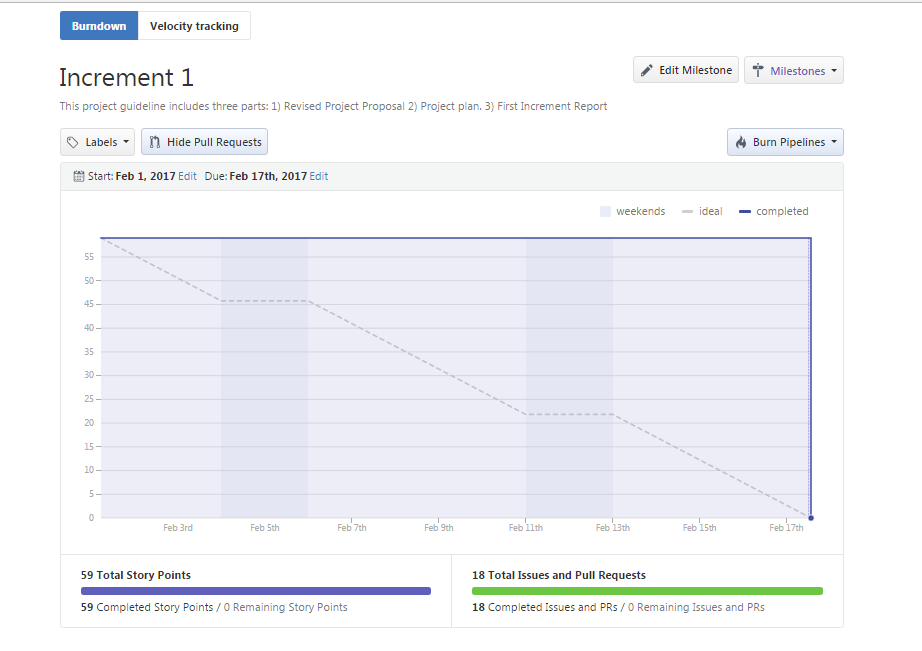 Burndown Velocity tracking
Increment 1
Edit Milestone Milestones
This project guideline includes three parts: 1) Revised Project Proposal 2) Project plan. 3) First Increment Report
Labels Hide Pull Requests Burn Pipelines
Start: Feb 1, 2017 Edit Due: Feb 17th, 2017 Edit
weekends ideal completed
55
50
45
40
35
30
25
20
15
10
5
0
Feb 3rd Feb 5th Feb 7th Feb 9th Feb 11th Feb 13th Feb 15th Feb 17th
59 Total Story Points
59 Completed Story Points / 0 Remaining Story Points
18 Total Issues and Pull Requests
18 Completed Issues and PRs / 0 Remaining Issues and PRs